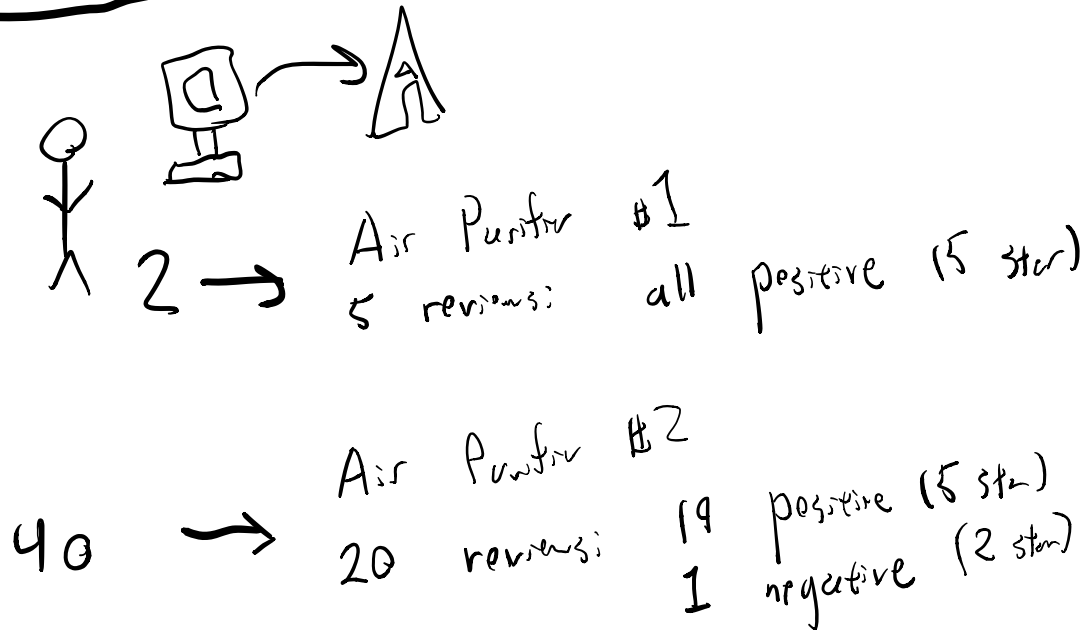 a
A
Air Purifier #1
2 → 5 reviews: all positive (5 star)
Air Purifier #2
40 → 20 reviews: 19 positive (5 star)
1 negative (2 star)